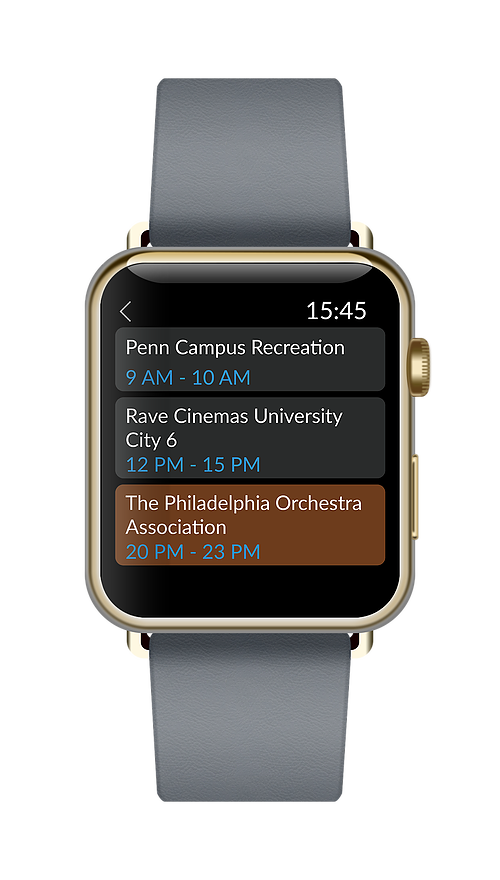 15:45
Penn Campus Recreation
9 AM - 10 AM
Rave Cinemas University
City 6
12 PM - 15 PM
The Philadelphia Orchestra
Association
20 PM - 23 PM